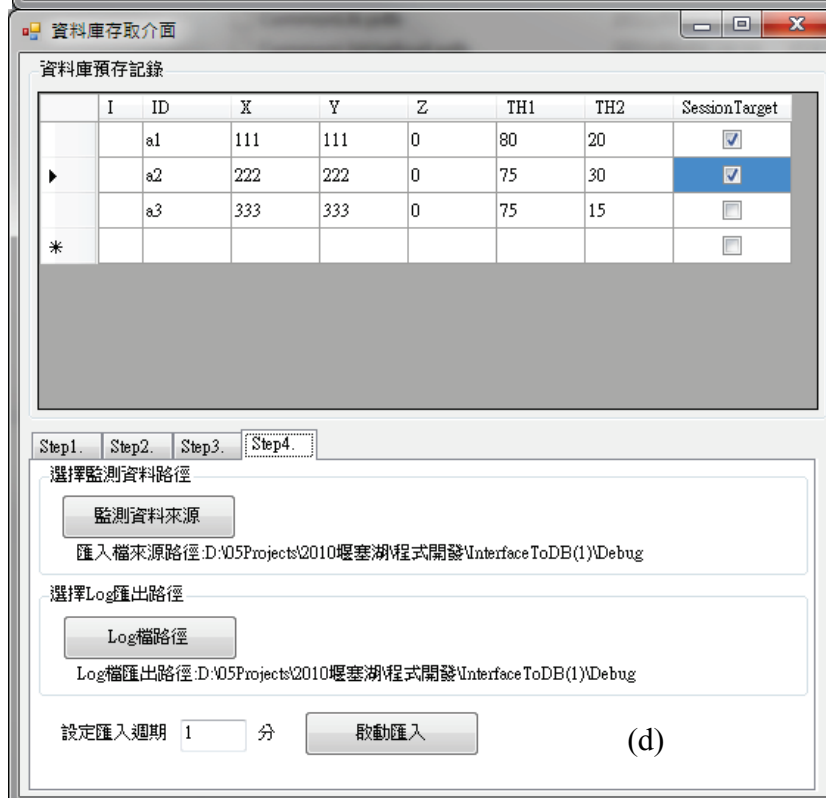 資料庫存取介面
資料庫預存記錄
I ID X Y Z TH1 TH2 SessionTarget
a1 111 111 0 80 20
a2 222 222 0 75 30
a3 333 333 0 75 15
Step1. Step2. Step3. Step4.
選擇監測資料路徑
監測資料來源
匯入檔來源路徑:D:\05Projects\2010堰塞湖\程式開發\InterfaceToDB(1)\Debug
選擇Log匯出路徑
Log檔路徑
Log檔匯出路徑:D:\05Projects\2010堰塞湖\程式開發\InterfaceToDB(1)\Debug
設定匯入週期 1 分 啟動匯入 (d)